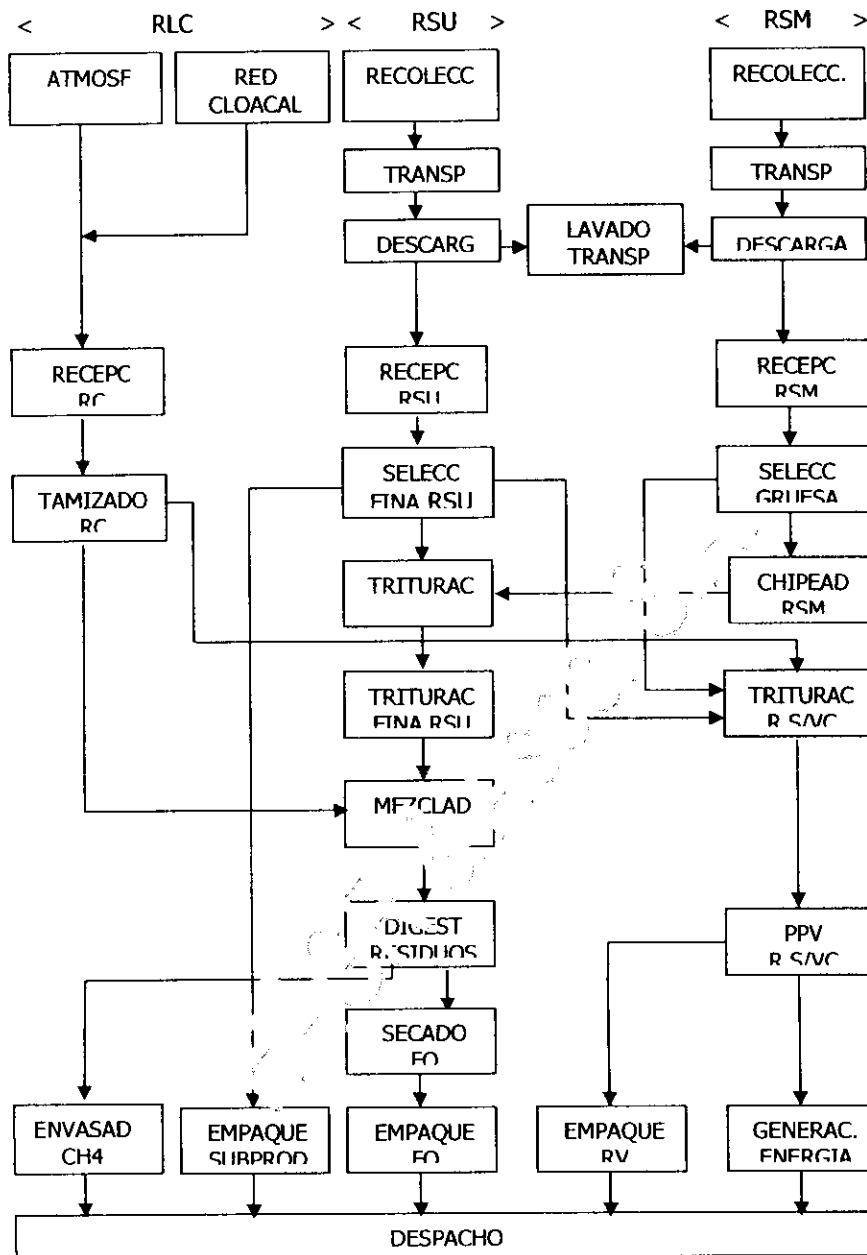 < RLC > < RSU > < RSM >
ATMOSF
RED
CLOACAL
RECOLECC
RECOLECC.
TRANSP
TRANSP
DESCARG
LAVADO
TRANSP
DESCARGA
RECEPC
RC
RECEPC
RSU
RECEPC
RSM
TAMIZADO
RC
SELECC
FINA RSU
SELECC
GRUESA
TRITURAC
CHIPEAD
RSM
TRITURAC
FINA RSU
TRITURAC
R S/VC
MEZCLAD
DIGEST
RESIDUOS
PPV
R S/VC
SECADO
FO
ENVASAD
CH4
EMPAQUE
SUBPROD
EMPAQUE
FO
EMPAQUE
RV
GENERAC.
ENERGIA
DESPACHO